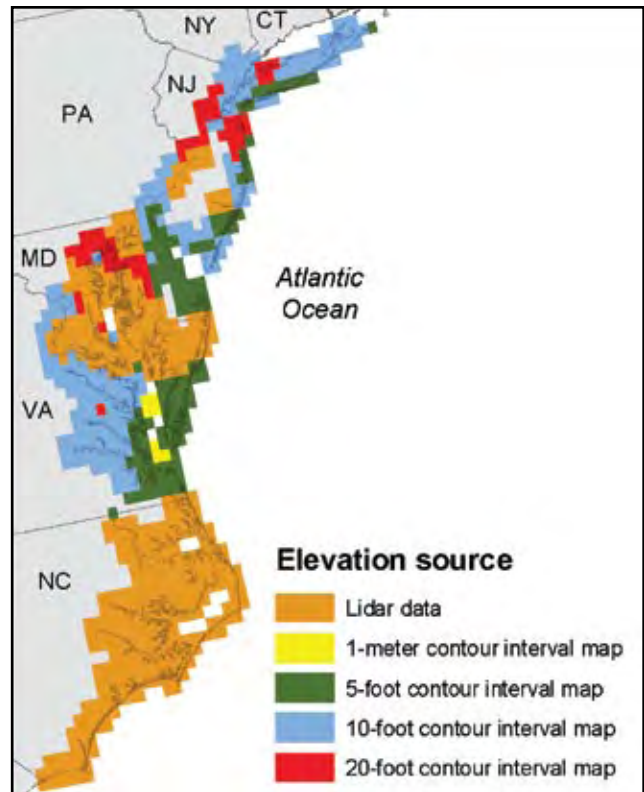 NY
CT
NJ
PA
MD
Atlantic
Ocean
VA
NC
Elevation source
Lidar data
1-meter contour interval map
5-foot contour interval map
10-foot contour interval map
20-foot contour interval map